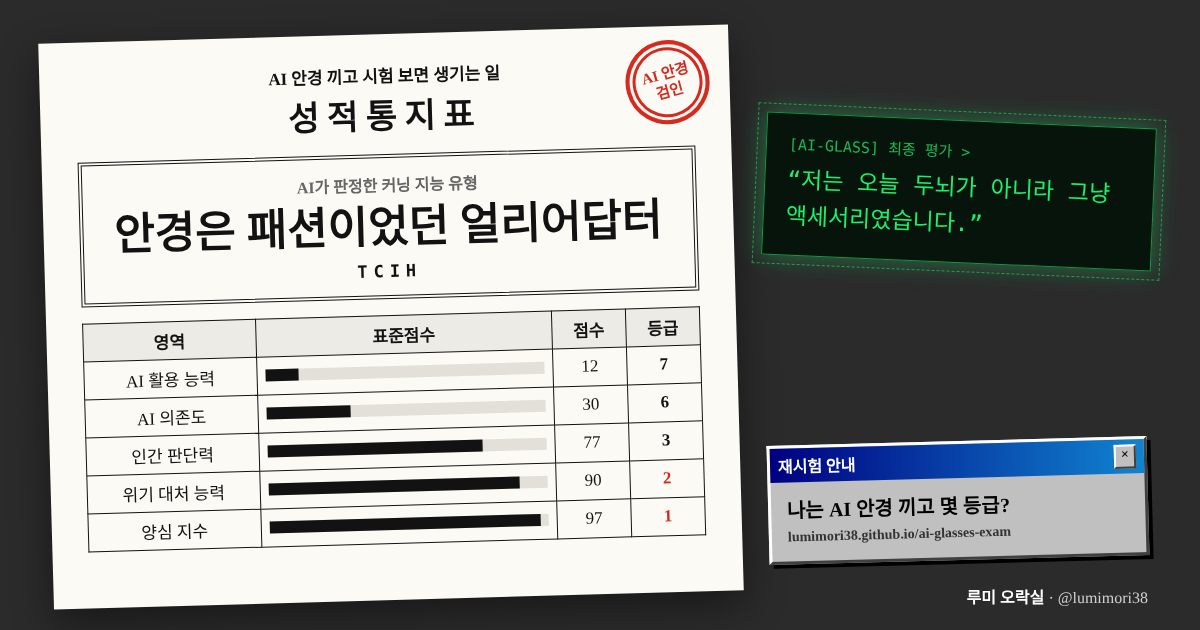 AI 안경 끼고 시험 보면 생기는 일
성적통지표
AI 안경
검인
AI가 판정한 커닝 지능 유형
안경은 패션이었던 얼리어답터
TCIH
영역 표준점수 점수 등급
AI 활용 능력 12 7
AI 의존도 30 6
인간 판단력 77 3
위기 대처 능력 90 2
양심 지수 97 1
[AI-GLASS] 최종 평가 >
“저는 오늘 두뇌가 아니라 그냥
액세서리였습니다.”
재시험 안내
×
나는 AI 안경 끼고 몇 등급?
lumimori38.github.io/ai-glasses-exam
루미 오락실 · @lumimori38